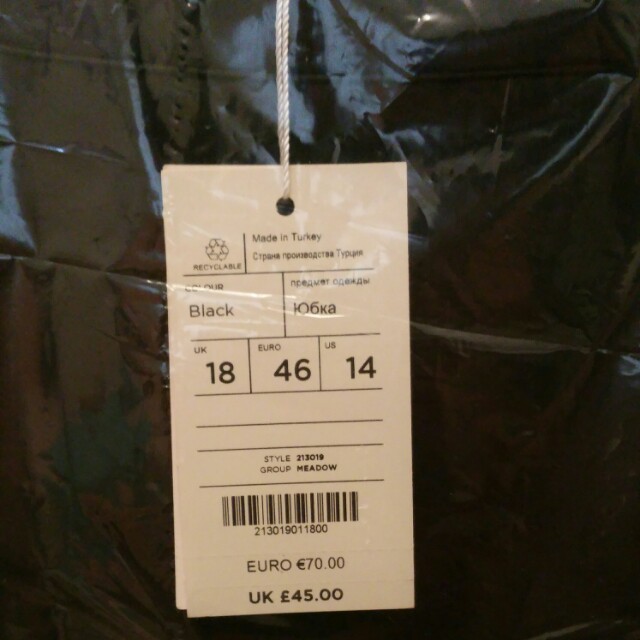 Made in Turkey
Страна производства Турция
RECYCLABLE
COLOUR
предмет одежды
Black
Юбка
UK
EURO
US
18
46
14
STYLE 213019
GROUP MEADOW
213019011800
EURO €70.00
UK £45.00